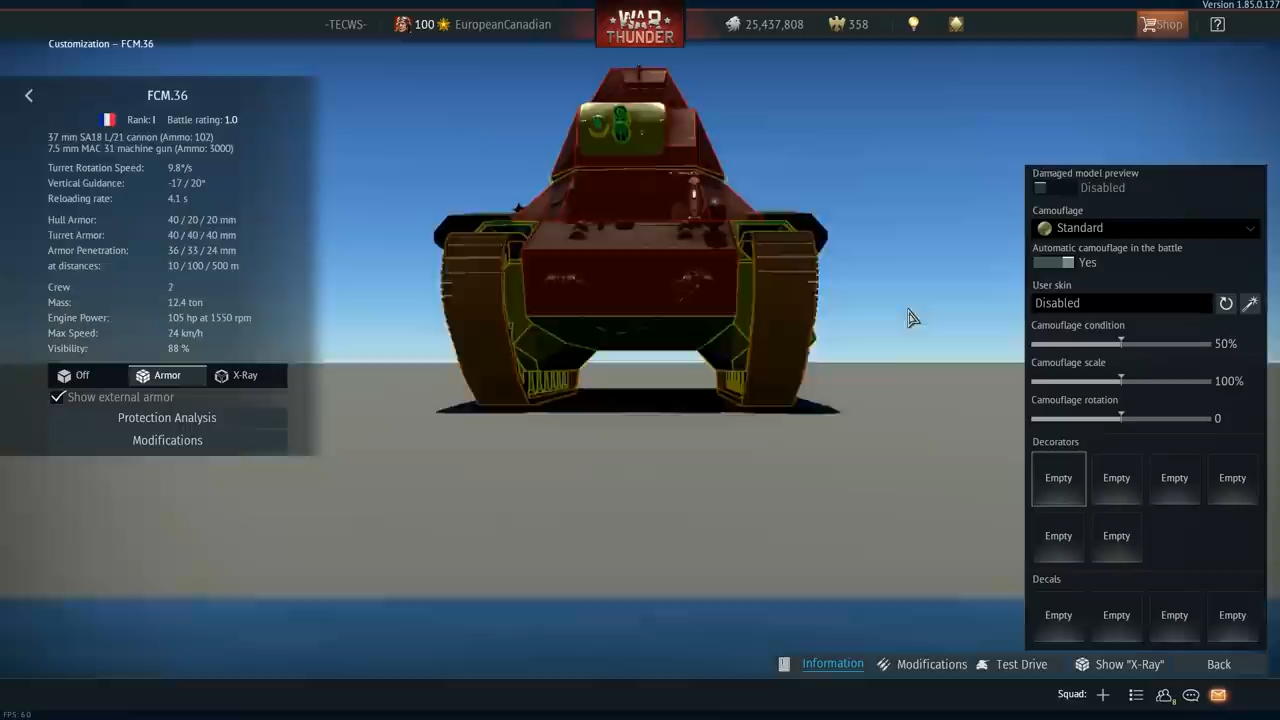 Version 1.85.0.127
-TECWS-
100
EuropeanCanadian
WAR
THUNDER
25,437,808
358
Shop
Customization – FCM.36
FCM.36
Rank: I
Battle rating: 1.0
37 mm SA18 L/21 cannon (Ammo: 102)
7.5 mm MAC 31 machine gun (Ammo: 3000)
Turret Rotation Speed: 9.8°/s
Vertical Guidance: -17 / 20°
Reloading rate: 4.1 s
Hull Armor: 40 / 20 / 20 mm
Turret Armor: 40 / 40 / 40 mm
Armor Penetration: 36 / 33 / 24 mm
at distances: 10 / 100 / 500 m
Crew 2
Mass: 12.4 ton
Engine Power: 105 hp at 1550 rpm
Max Speed: 24 km/h
Visibility: 88 %
Off
Armor
X-Ray
Show external armor
Protection Analysis
Modifications
Damaged model preview
Disabled
Camouflage
Standard
Automatic camouflage in the battle
Yes
User skin
Disabled
Camouflage condition
50%
Camouflage scale
100%
Camouflage rotation
0
Decorators
Empty Empty Empty Empty
Empty Empty
Decals
Empty Empty Empty Empty
Information Modifications Test Drive Show "X-Ray" Back
Squad:
8
FPS: 60